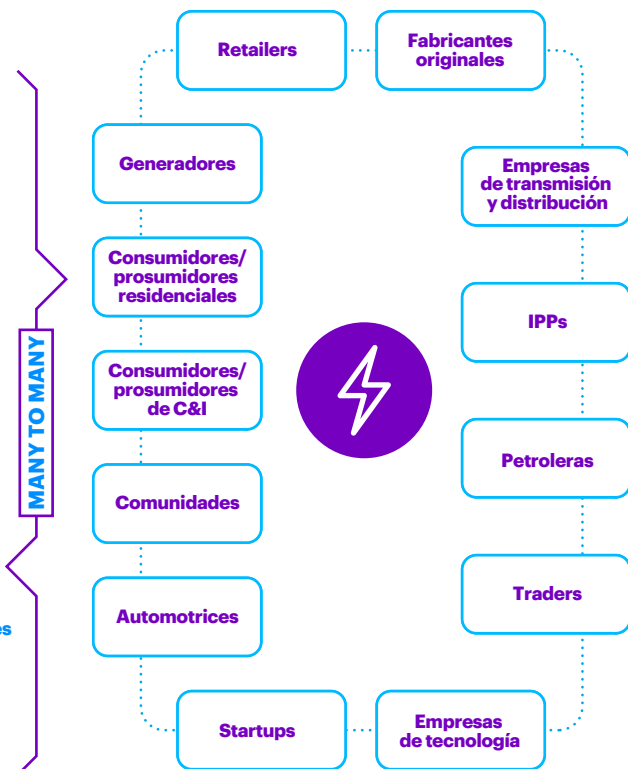 Retailers
Fabricantes
originales
Generadores
Empresas
de transmisión
y distribución
Consumidores/
prosumidores
residenciales
IPPs
MANY TO MANY
Consumidores/
prosumidores
de C&I
Petroleras
Comunidades
Traders
Automotrices
Startups
Empresas
de tecnología